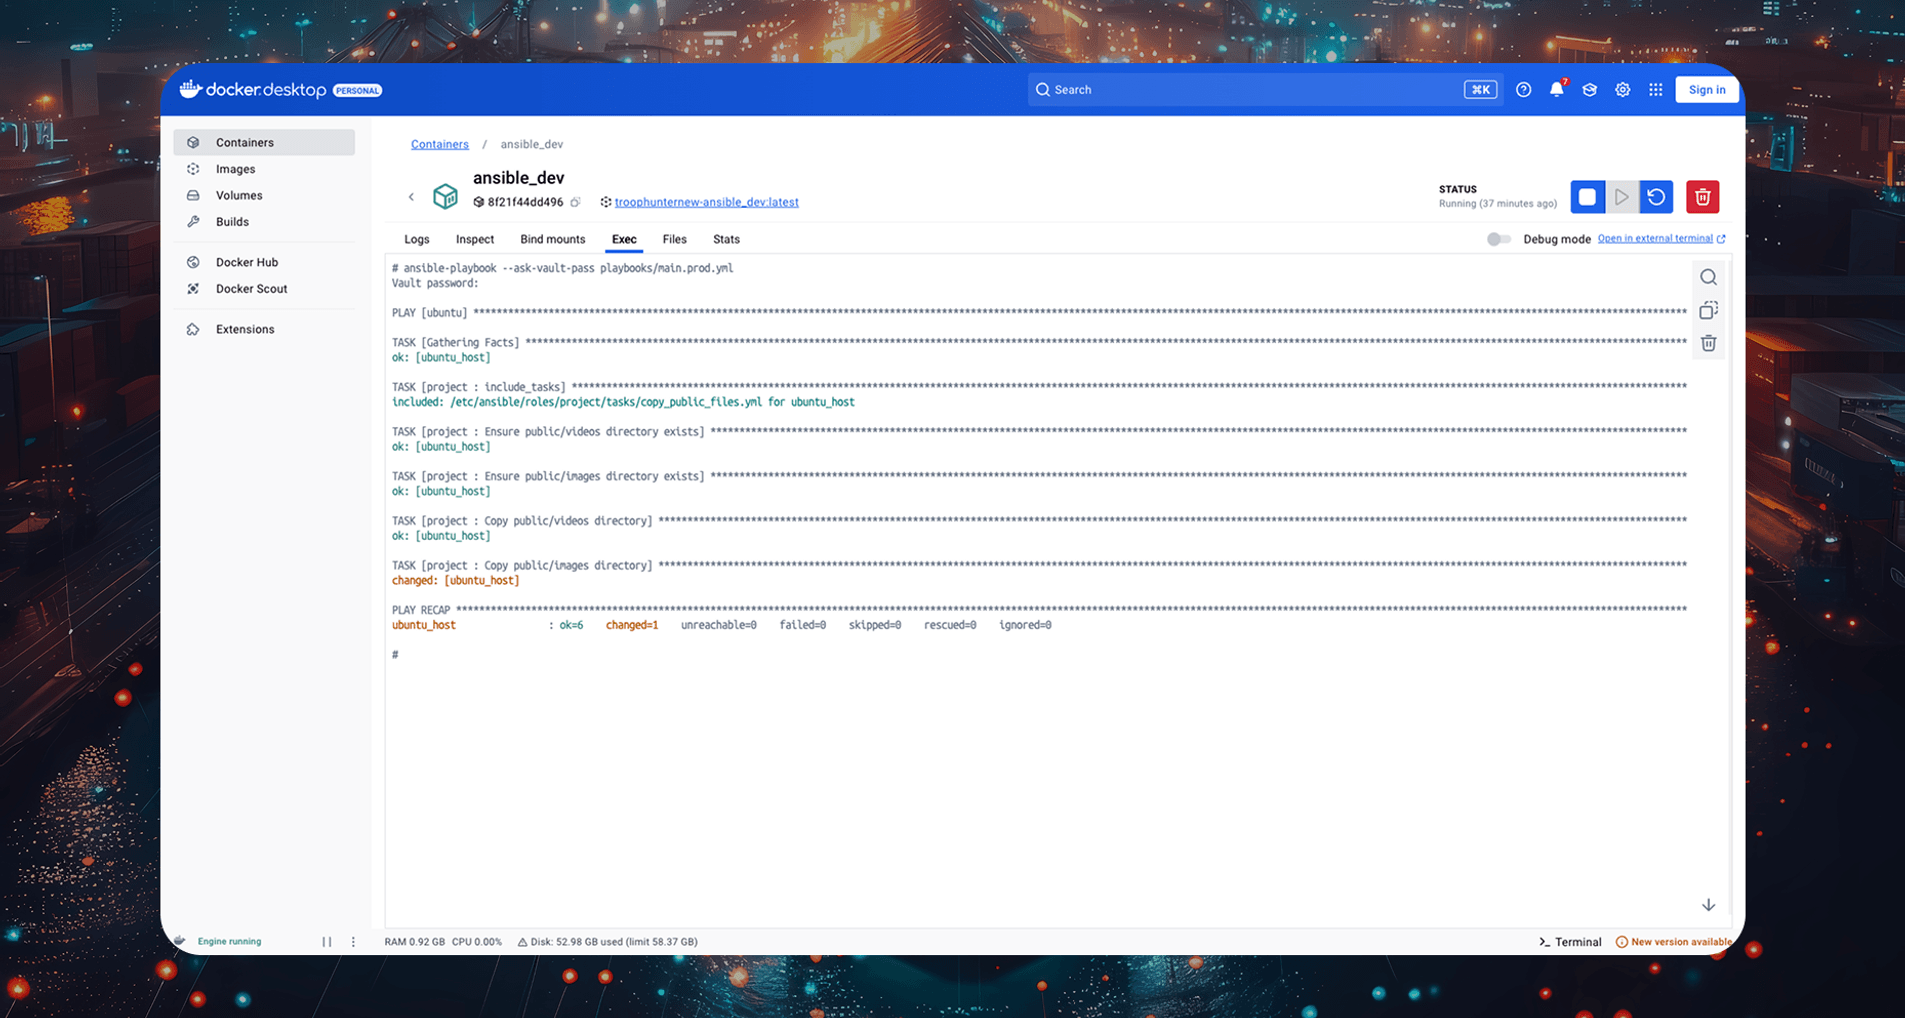 docker.desktop PERSONAL
Search
⌘K
7
Sign in
Containers
Images
Volumes
Builds
Docker Hub
Docker Scout
Extensions
Containers / ansible_dev
ansible_dev
8f21f44dd496
troophunternew-ansible_dev:latest
STATUS
Running (37 minutes ago)
Logs Inspect Bind mounts Exec Files Stats
Debug mode Open in external terminal
# ansible-playbook --ask-vault-pass playbooks/main.prod.yml
Vault password:
PLAY [ubuntu] ****************************************************************
TASK [Gathering Facts] ****************************************************************
ok: [ubuntu_host]
TASK [project : include_tasks] ****************************************************************
included: /etc/ansible/roles/project/tasks/copy_public_files.yml for ubuntu_host
TASK [project : Ensure public/videos directory exists] ****************************************************************
ok: [ubuntu_host]
TASK [project : Ensure public/images directory exists] ****************************************************************
ok: [ubuntu_host]
TASK [project : Copy public/videos directory] ****************************************************************
ok: [ubuntu_host]
TASK [project : Copy public/images directory] ****************************************************************
changed: [ubuntu_host]
PLAY RECAP ****************************************************************
ubuntu_host : ok=6 changed=1 unreachable=0 failed=0 skipped=0 rescued=0 ignored=0
#
Engine running
RAM 0.92 GB CPU 0.00% Disk: 52.98 GB used (limit 58.37 GB)
>_ Terminal
New version available